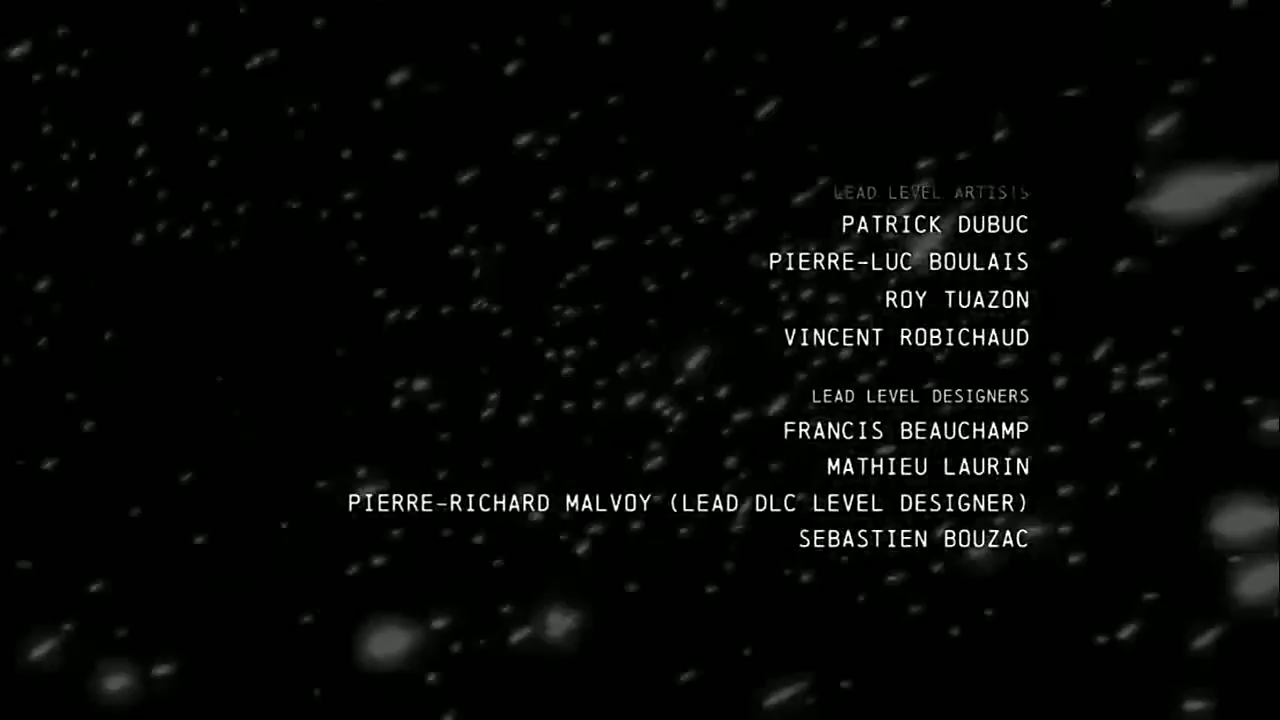 LEAD LEVEL ARTISTS
PATRICK DUBUC
PIERRE-LUC BOULAIS
ROY TUAZON
VINCENT ROBICHAUD
LEAD LEVEL DESIGNERS
FRANCIS BEAUCHAMP
MATHIEU LAURIN
PIERRE-RICHARD MALVOY (LEAD DLC LEVEL DESIGNER)
SEBASTIEN BOUZAC